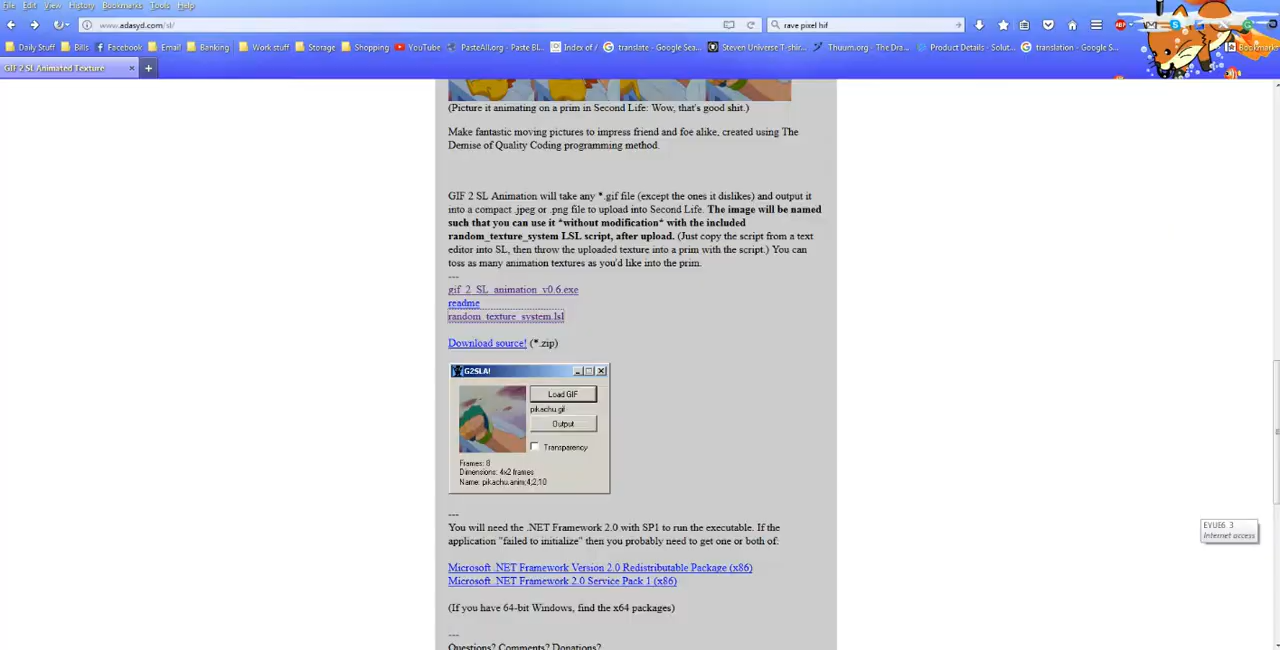 File Edit View History Bookmarks Tools Help
www.adasyd.com/sl/
rave pixel hif
Daily Stuff Bills Facebook Email Banking Work stuff Storage Shopping YouTube PasteAll.org - Paste Bl... Index of / translate - Google Sea... Steven Universe T-shir... Thuum.org - The Dra... Product Details - Solut... translation - Google S... Bookmarks
GIF 2 SL Animated Texture
(Picture it animating on a prim in Second Life: Wow, that's good shit.)
Make fantastic moving pictures to impress friend and foe alike, created using The
Demise of Quality Coding programming method.
GIF 2 SL Animation will take any *.gif file (except the ones it dislikes) and output it
into a compact .jpeg or .png file to upload into Second Life. The image will be named
such that you can use it *without modification* with the included
random_texture_system LSL script, after upload. (Just copy the script from a text
editor into SL, then throw the uploaded texture into a prim with the script.) You can
toss as many animation textures as you'd like into the prim.
---
gif_2_SL_animation_v0.6.exe
readme
random_texture_system.lsl
Download source! (*.zip)
G2SLA!
Load GIF
pikachu.gif
Output
Transparency
Frames: 8
Dimensions: 4x2 frames
Name: pikachu.anim;4;2;10
---
You will need the .NET Framework 2.0 with SP1 to run the executable. If the
application "failed to initialize" then you probably need to get one or both of:
EVUE6 3
Internet access
Microsoft .NET Framework Version 2.0 Redistributable Package (x86)
Microsoft .NET Framework 2.0 Service Pack 1 (x86)
(If you have 64-bit Windows, find the x64 packages)
---
Questions? Comments? Donations?